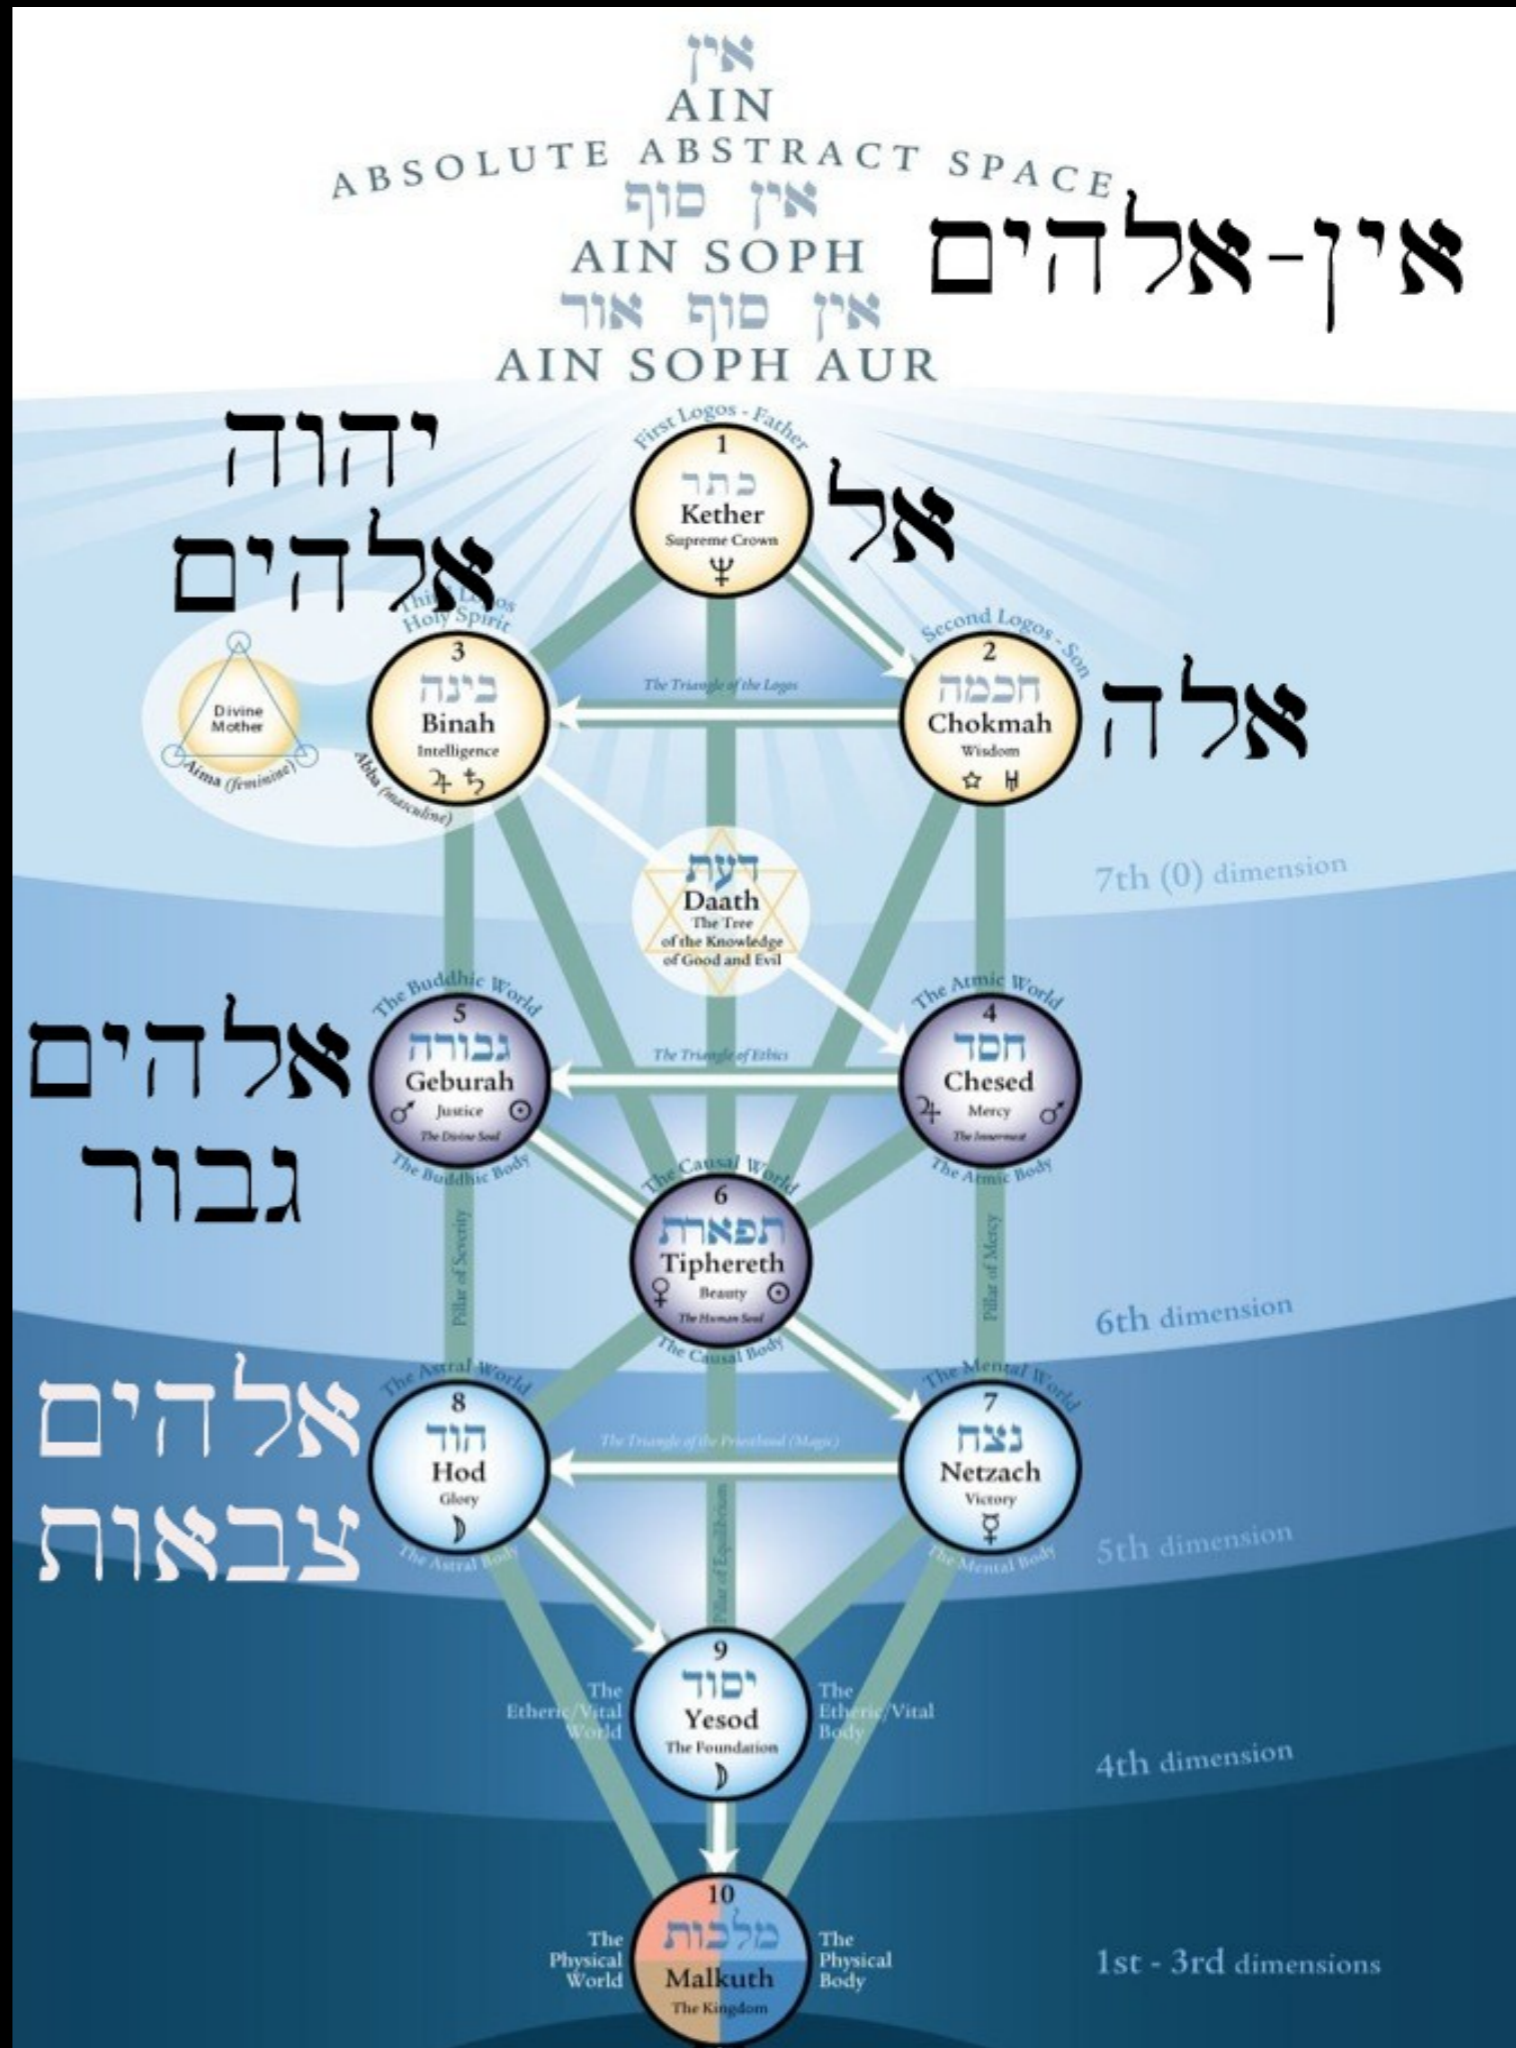 אין
AIN
ABSOLUTE ABSTRACT SPACE
אין סוף
AIN SOPH
אין-אלהים
אין סוף אור
AIN SOPH AUR
יהוה
אלהים
First Logos - Father
1
כתר
Kether
Supreme Crown
אל
Third Logos
Holy Spirit
3
בינה
Binah
Intelligence
Divine
Mother
Aima (feminine)
Abba (masculine)
The Triangle of the Logos
Second Logos - Son
2
חכמה
Chokmah
Wisdom
אלה
דעת
Daath
The Tree
of the Knowledge
of Good and Evil
7th (0) dimension
אלהים
גבור
The Buddhic World
5
גבורה
Geburah
Justice
The Divine Soul
The Buddhic Body
The Triangle of Ethics
The Atmic World
4
חסד
Chesed
Mercy
The Innermost
The Atmic Body
The Causal World
6
תפארת
Tiphereth
Beauty
The Human Soul
The Causal Body
Pillar of Severity
Pillar of Mercy
6th dimension
אלהים
צבאות
The Astral World
8
הוד
Hod
Glory
The Astral Body
The Triangle of the Priesthood (Magic)
The Mental World
7
נצח
Netzach
Victory
The Mental Body
Pillar of Equilibrium
5th dimension
The
Etheric/Vital
World
9
יסוד
Yesod
The Foundation
The
Etheric/Vital
Body
4th dimension
The
Physical
World
10
מלכות
Malkuth
The Kingdom
The
Physical
Body
1st - 3rd dimensions